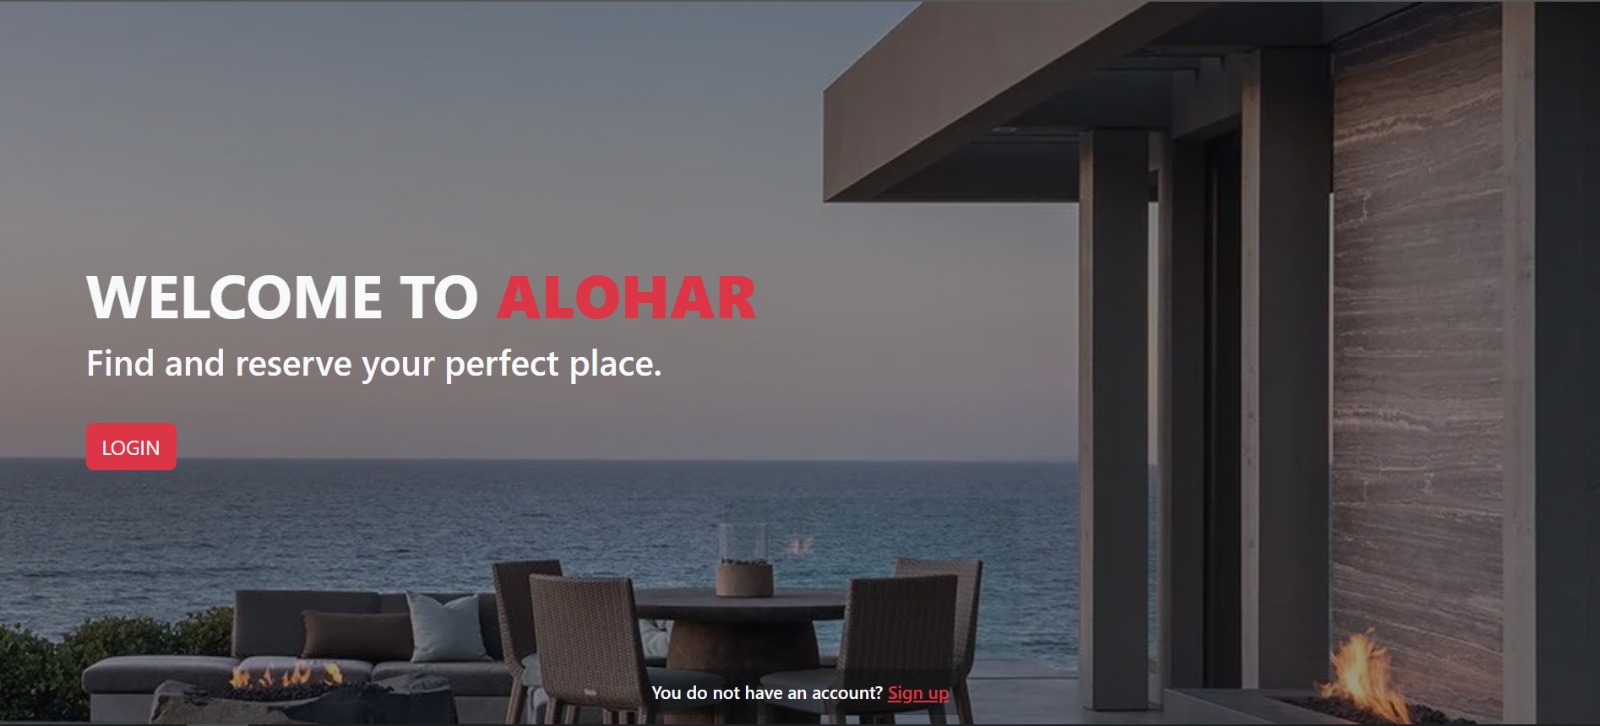 WELCOME TO ALOHAR
Find and reserve your perfect place.
LOGIN
You do not have an account? Sign up